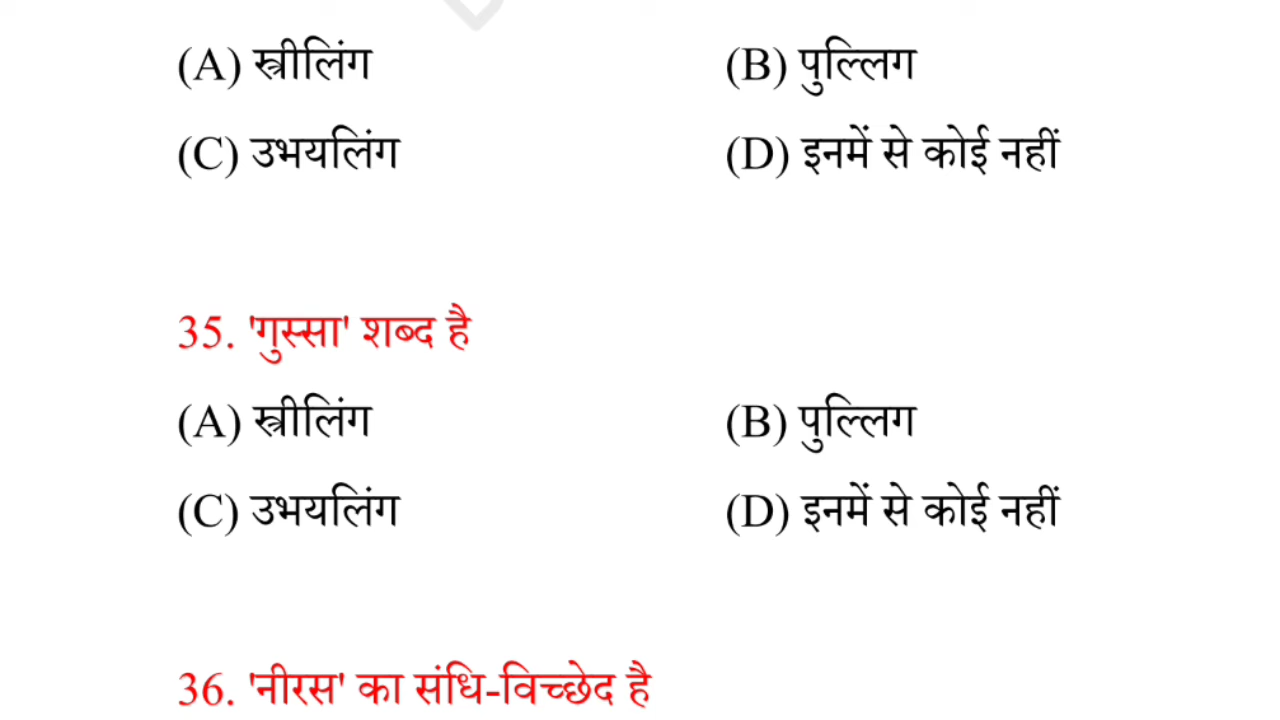 (A) स्त्रीलिंग (B) पुल्लिग
(C) उभयलिंग (D) इनमें से कोई नहीं
35. 'गुस्सा' शब्द है
(A) स्त्रीलिंग (B) पुल्लिग
(C) उभयलिंग (D) इनमें से कोई नहीं
36. 'नीरस' का संधि-विच्छेद है